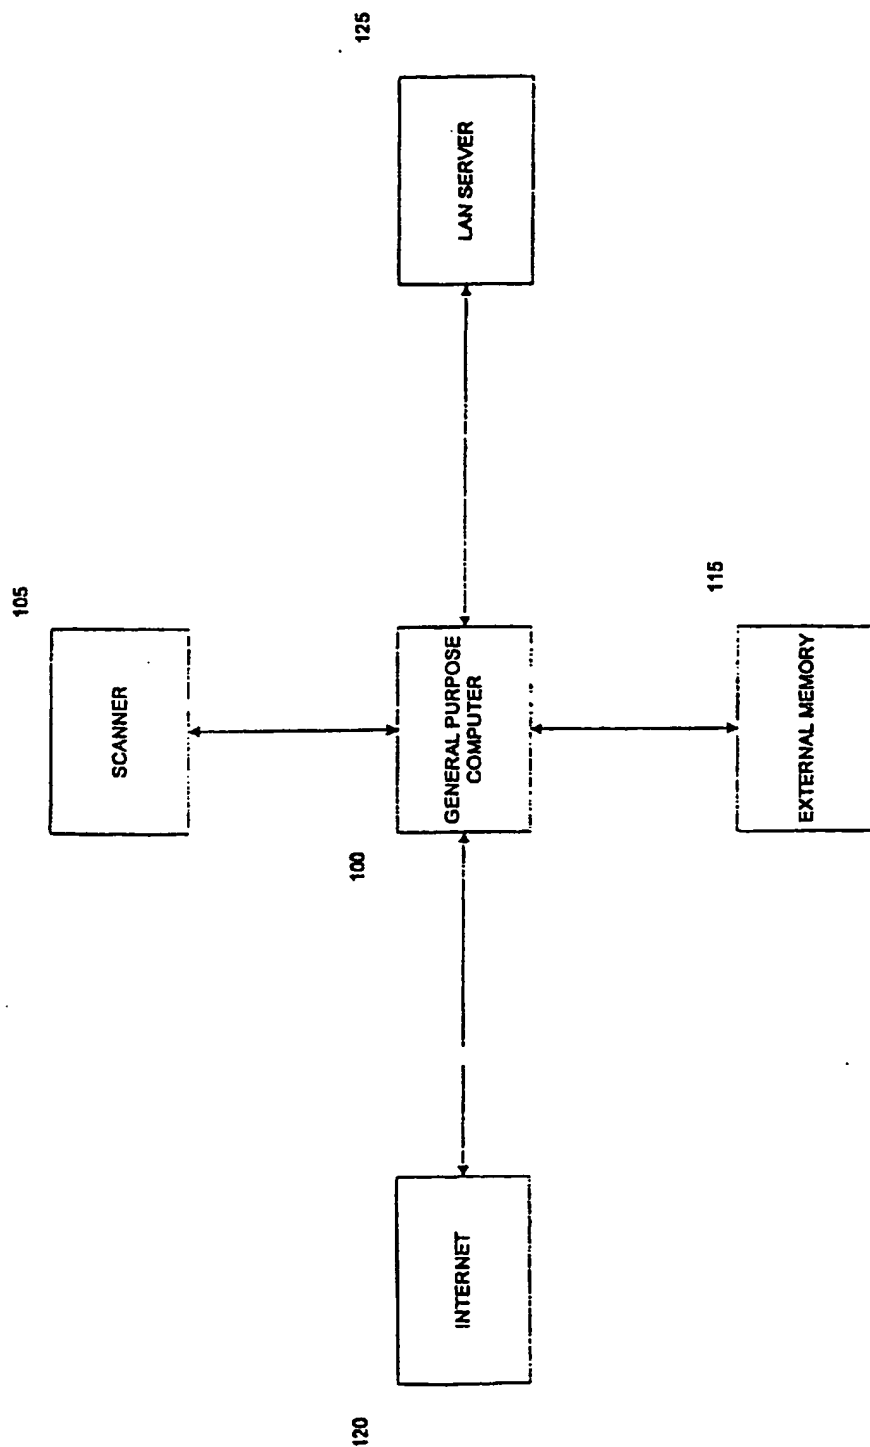 105
SCANNER
120
INTERNET
100
GENERAL PURPOSE
COMPUTER
125
LAN SERVER
115
EXTERNAL MEMORY